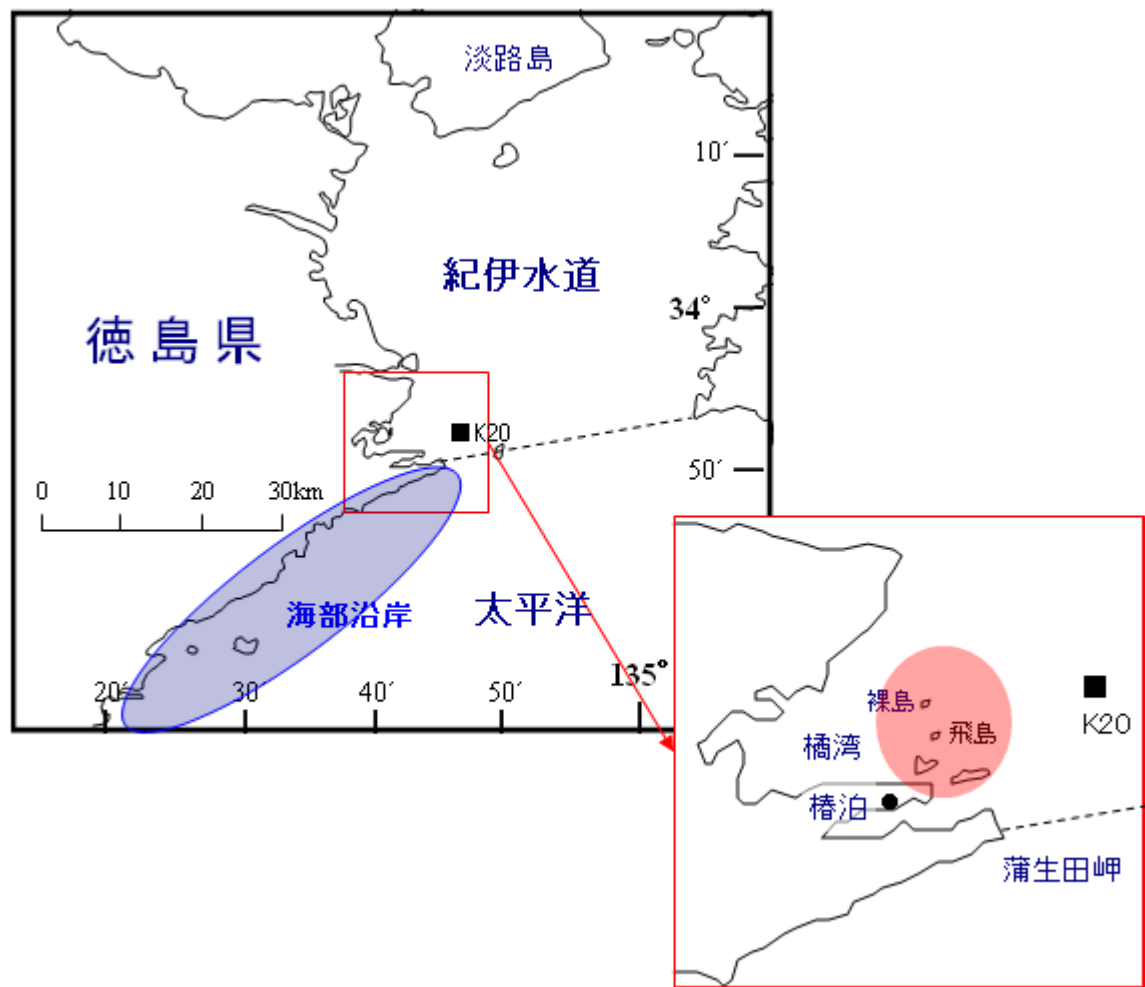 淡路島
10′
紀伊水道
34°
徳島県
K20
50′
0 10 20 30km
海部沿岸
太平洋
135°
20′ 30 40′ 50′
裸島
K20
橘湾
飛島
椿泊
蒲生田岬